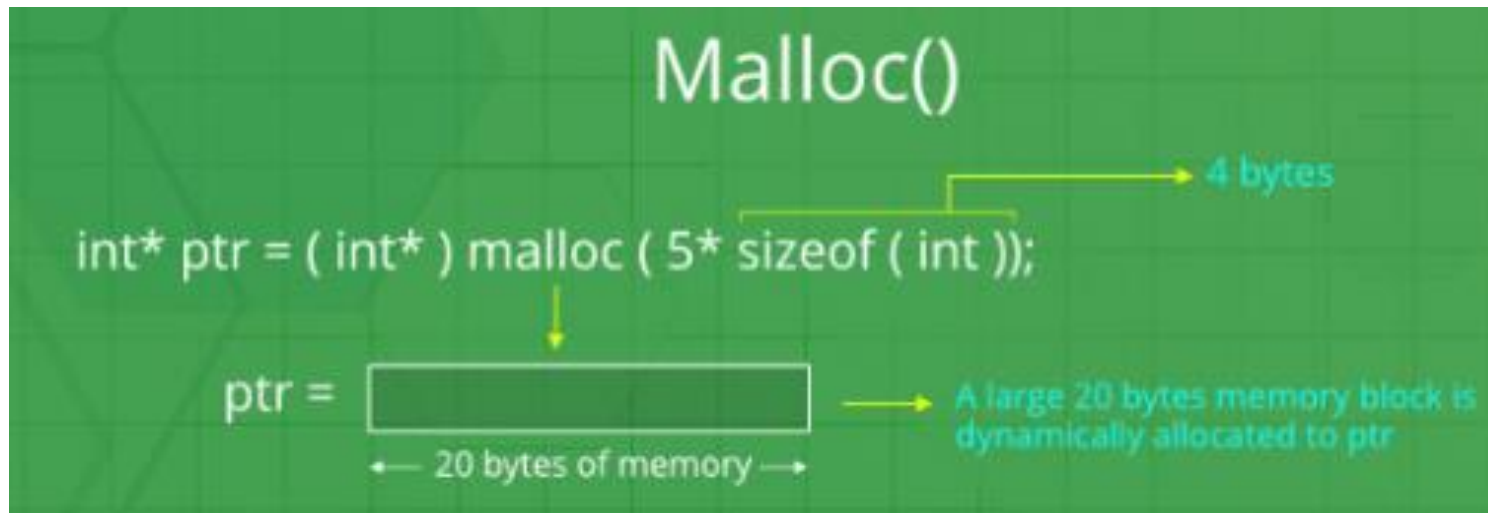 Malloc()
4 bytes
int* ptr = ( int* ) malloc ( 5* sizeof ( int ));
ptr =
A large 20 bytes memory block is
dynamically allocated to ptr
20 bytes of memory